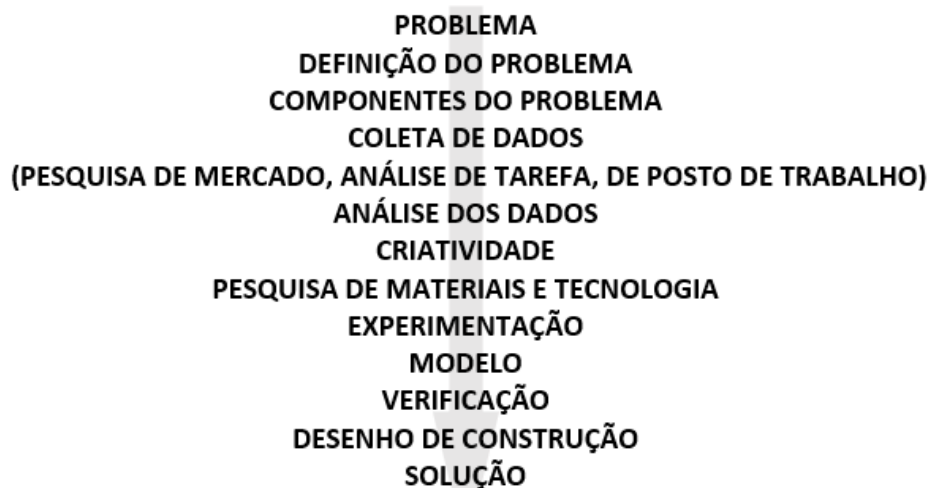 PROBLEMA
DEFINIÇÃO DO PROBLEMA
COMPONENTES DO PROBLEMA
COLETA DE DADOS
(PESQUISA DE MERCADO, ANÁLISE DE TAREFA, DE POSTO DE TRABALHO)
ANÁLISE DOS DADOS
CRIATIVIDADE
PESQUISA DE MATERIAIS E TECNOLOGIA
EXPERIMENTAÇÃO
MODELO
VERIFICAÇÃO
DESENHO DE CONSTRUÇÃO
SOLUÇÃO